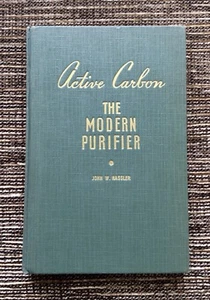 Active Carbon
THE
MODERN
PURIFIER
JOHN W. HASSLER